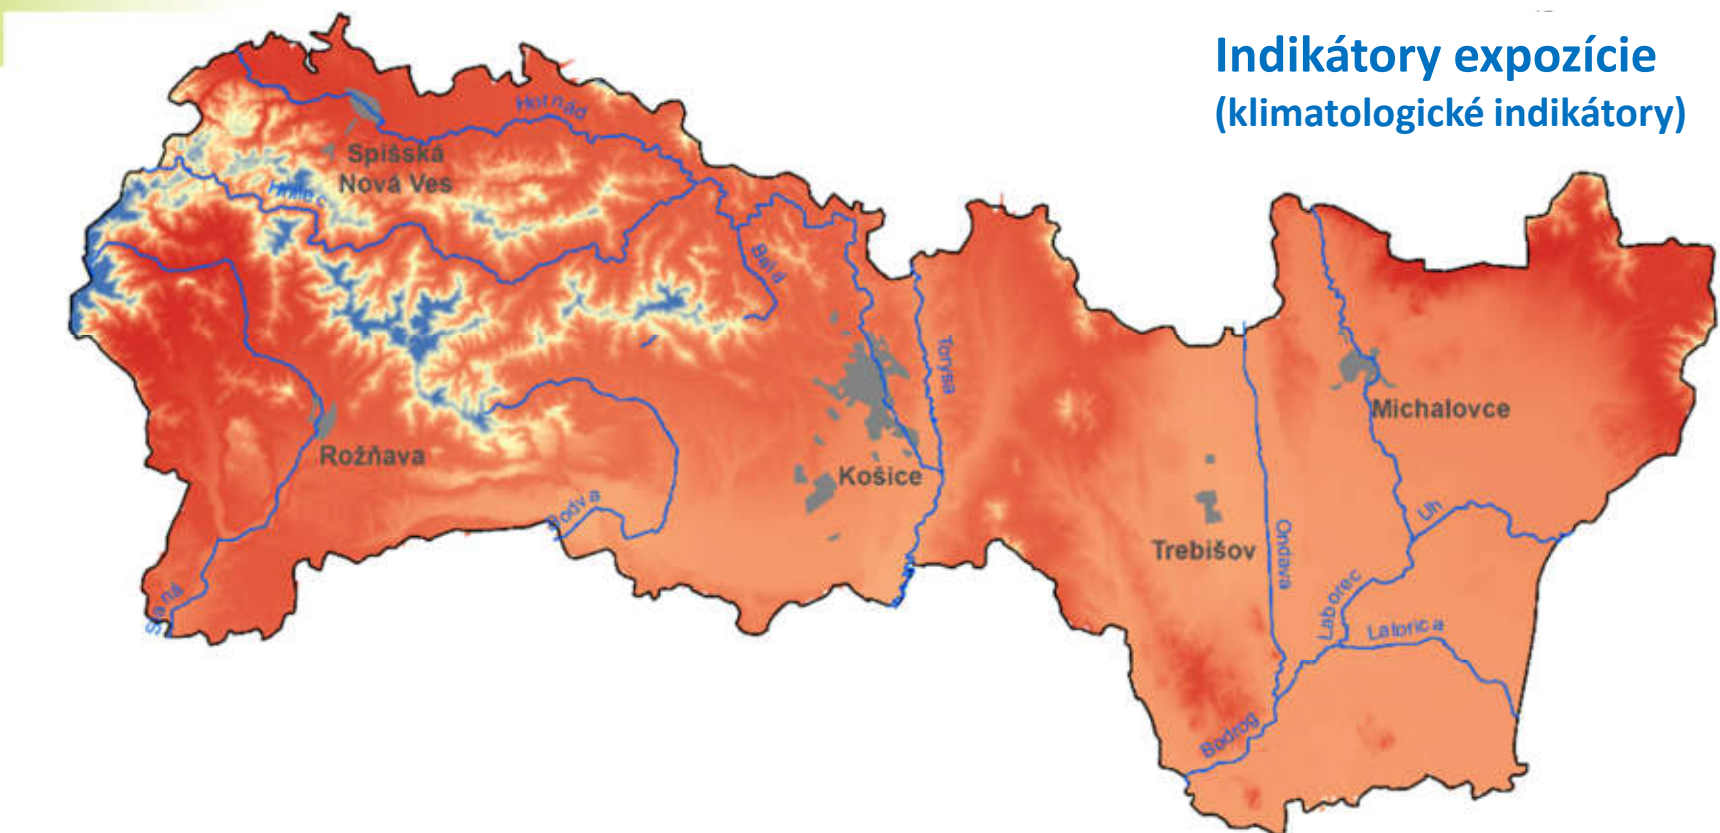 Indikátory expozície
(klimatologické indikátory)
Hornád
Spišská
Nová Ves
Hnilec
Belá
Torysa
Michalovce
Rožňava
Košice
Bodva
Uh
Trebišov
Ondava
Laborec
Slaná
Latorica
Bodrog